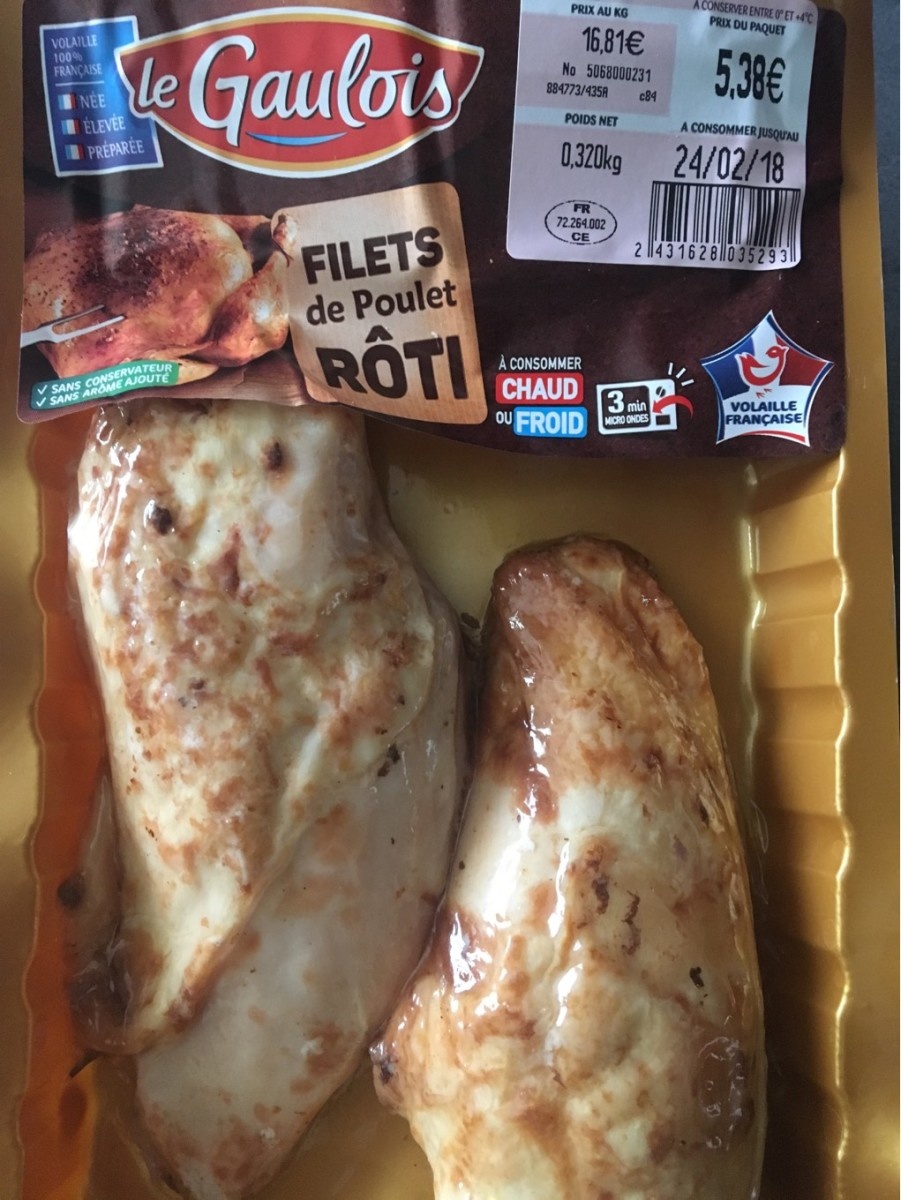 VOLAILLE
100%
FRANÇAISE
NÉE
ÉLEVÉE
PRÉPARÉE
le Gaulois
FILETS
de Poulet
RÔTI
✓ SANS CONSERVATEUR
✓ SANS ARÔME AJOUTÉ
A CONSERVER ENTRE 0° ET +4°C
PRIX AU KG
PRIX DU PAQUET
16,81€
5,38€
No 5068000231
884773/435A c84
POIDS NET
A CONSOMMER JUSQU'AU
0,320kg
24/02/18
FR
72.264.002
CE
2 431628 035293
À CONSOMMER
CHAUD
OU FROID
3 min
MICRO ONDES
VOLAILLE
FRANÇAISE